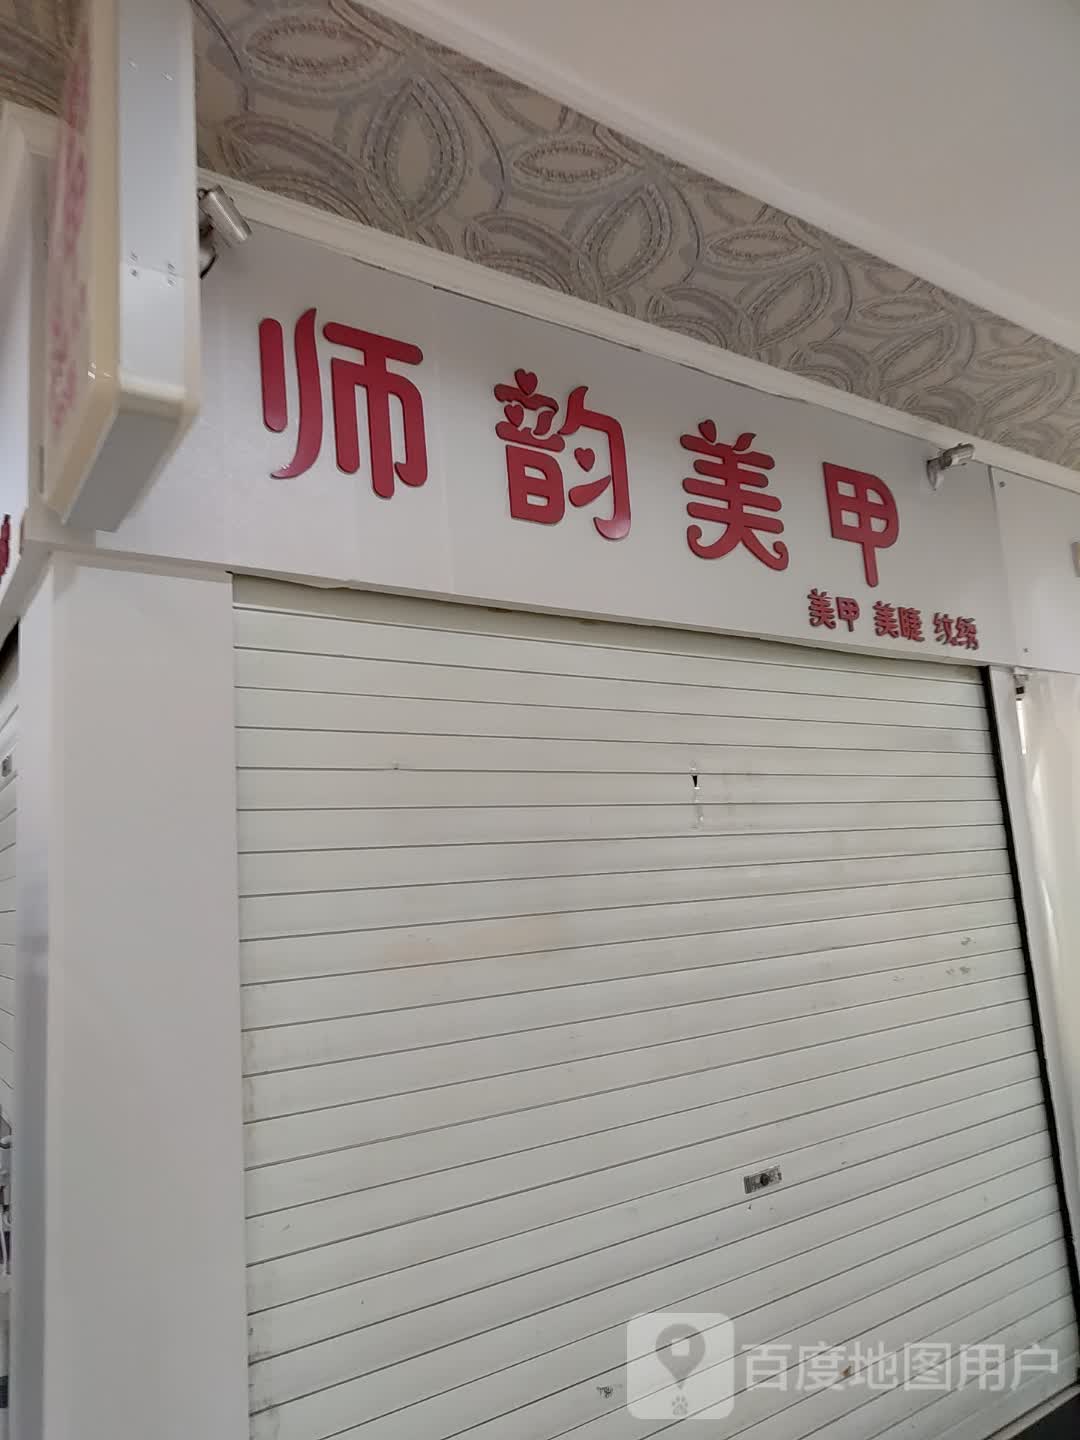 师韵美甲
美甲 美睫 纹绣
百度地图用户